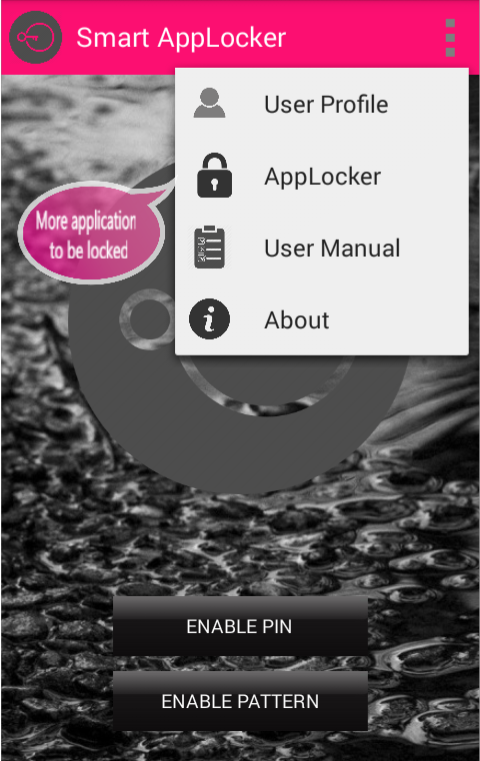 Smart AppLocker
User Profile
AppLocker
User Manual
About
More application
to be locked
ENABLE PIN
ENABLE PATTERN